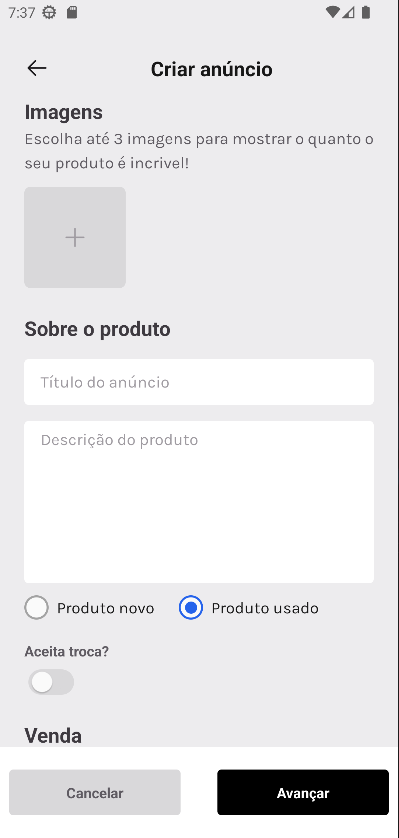 7:37
Criar anúncio
Imagens
Escolha até 3 imagens para mostrar o quanto o
seu produto é incrivel!
Sobre o produto
Título do anúncio
Descrição do produto
Produto novo Produto usado
Aceita troca?
Venda
Cancelar Avançar